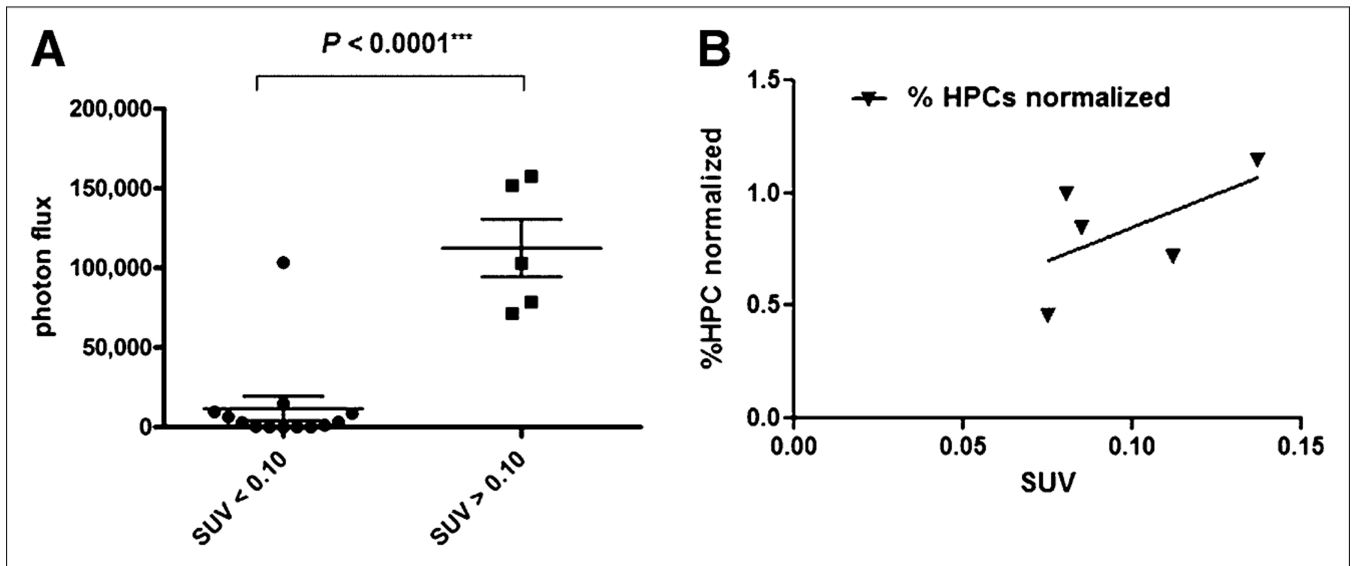 A
P < 0.0001***
200,000
150,000
100,000
50,000
0
photon flux
SUV < 0.10
SUV > 0.10
B
% HPCs normalized
1.5
1.0
0.5
0.0
%HPC normalized
0.00
0.05
0.10
0.15
SUV